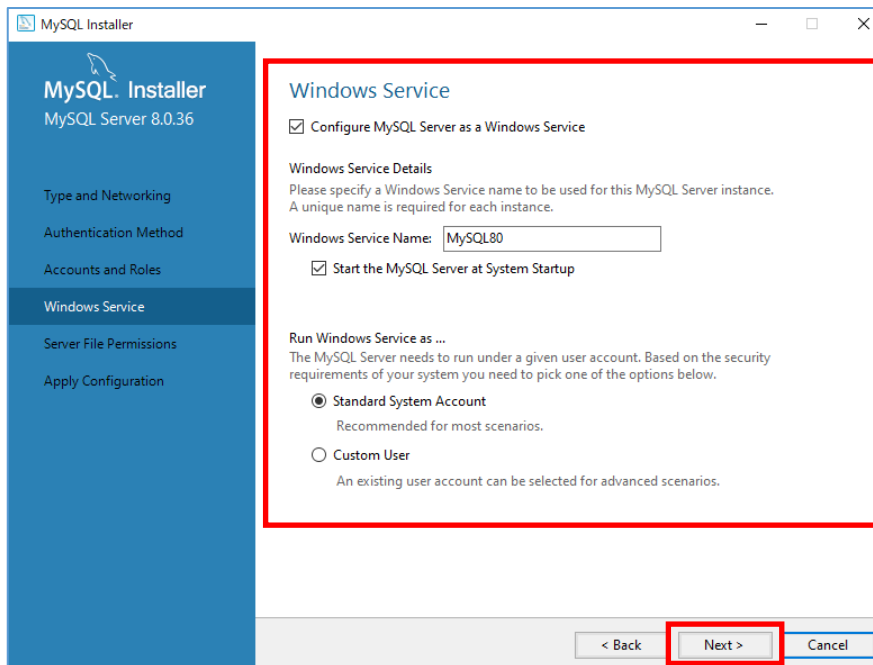 MySQL Installer
MySQL. Installer
MySQL Server 8.0.36
Type and Networking
Authentication Method
Accounts and Roles
Windows Service
Server File Permissions
Apply Configuration
Windows Service
Configure MySQL Server as a Windows Service
Windows Service Details
Please specify a Windows Service name to be used for this MySQL Server instance.
A unique name is required for each instance.
Windows Service Name: MySQL80
Start the MySQL Server at System Startup
Run Windows Service as ...
The MySQL Server needs to run under a given user account. Based on the security
requirements of your system you need to pick one of the options below.
Standard System Account
Recommended for most scenarios.
Custom User
An existing user account can be selected for advanced scenarios.
< Back Next > Cancel